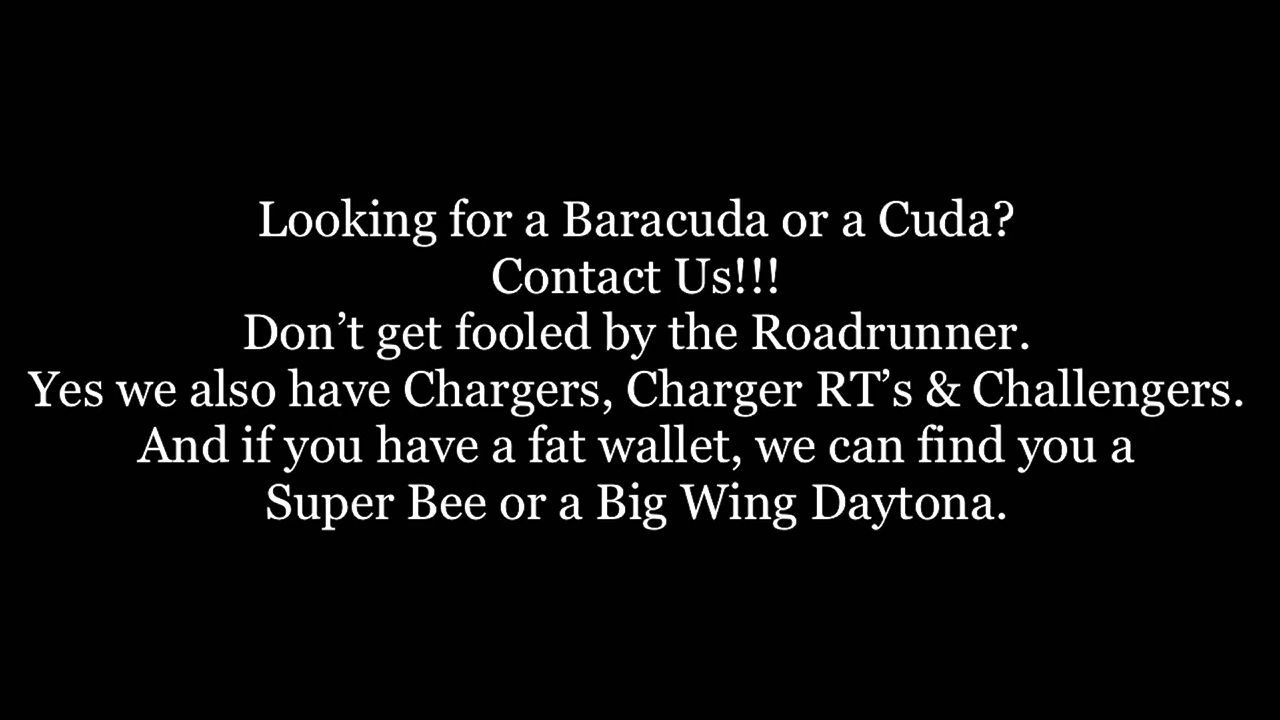 Looking for a Baracuda or a Cuda?
Contact Us!!!
Don’t get fooled by the Roadrunner.
Yes we also have Chargers, Charger RT’s & Challengers.
And if you have a fat wallet, we can find you a
Super Bee or a Big Wing Daytona.